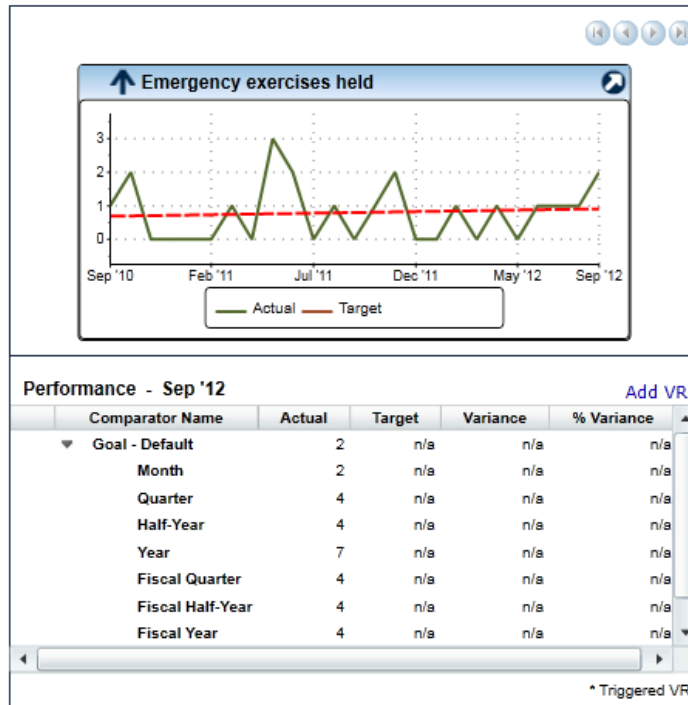 Emergency exercises held
3
2
1
0
Sep '10 Feb '11 Jul '11 Dec '11 May '12 Sep '12
Actual Target
Performance - Sep '12 Add VR
Comparator Name Actual Target Variance % Variance
Goal - Default 2 n/a n/a n/a
Month 2 n/a n/a n/a
Quarter 4 n/a n/a n/a
Half-Year 4 n/a n/a n/a
Year 7 n/a n/a n/a
Fiscal Quarter 4 n/a n/a n/a
Fiscal Half-Year 4 n/a n/a n/a
Fiscal Year 4 n/a n/a n/a
* Triggered VR